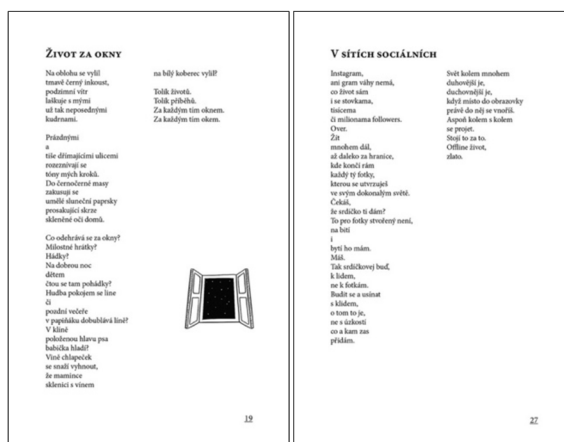 Život za okny
Na oblohu se vylil
tmavě černý inkoust,
podzimní vítr
laškuje s mými
už tak neposednými
kudrnami.
Prázdnými
a
tiše dřímajícími ulicemi
rozeznívají se
tóny mých kroků.
Do černočerné masy
zakusují se
umělé sluneční paprsky
prosakující skrze
skleněné oči domů.
Co odehrává se za okny?
Milostné hrátky?
Hádky?
Na dobrou noc
dětem
čtou se tam pohádky?
Hudba pokojem se line
či
pozdní večeře
v papiňáku dobublává líně?
V klíně
položenou hlavu psa
babička hladí?
Vině chlapeček
se snaží vyhnout,
že mamince
sklenici s vínem
na bílý koberec vylil?
Tolik životů.
Tolik příběhů.
Za každým tím oknem.
Za každým tím okem.
19
V sítích sociálních
Instagram,
ani gram váhy nemá,
co život sám
i se stovkama,
tisícema
či milionama followers.
Over.
Žít
mnohem dál,
až daleko za hranice,
kde končí rám
každý tý fotky,
kterou se utvrzuješ
ve svým dokonalým světě.
Čekáš,
že srdíčko ti dám?
To pro fotky stvořený není,
na bití
i
bytí ho mám.
Máš.
Tak srdíčkovej buď,
k lidem,
ne k fotkám.
Budit se a usínat
s klidem,
o tom to je,
ne s úzkostí
co a kam zas
přidám.
Svět kolem mnohem
duhovější je,
duchovnější je,
když místo do obrazovky
právě do něj se vnoříš.
Aspoň kolem s kolem
se projet.
Stojí to za to.
Offline život,
zlato.
27